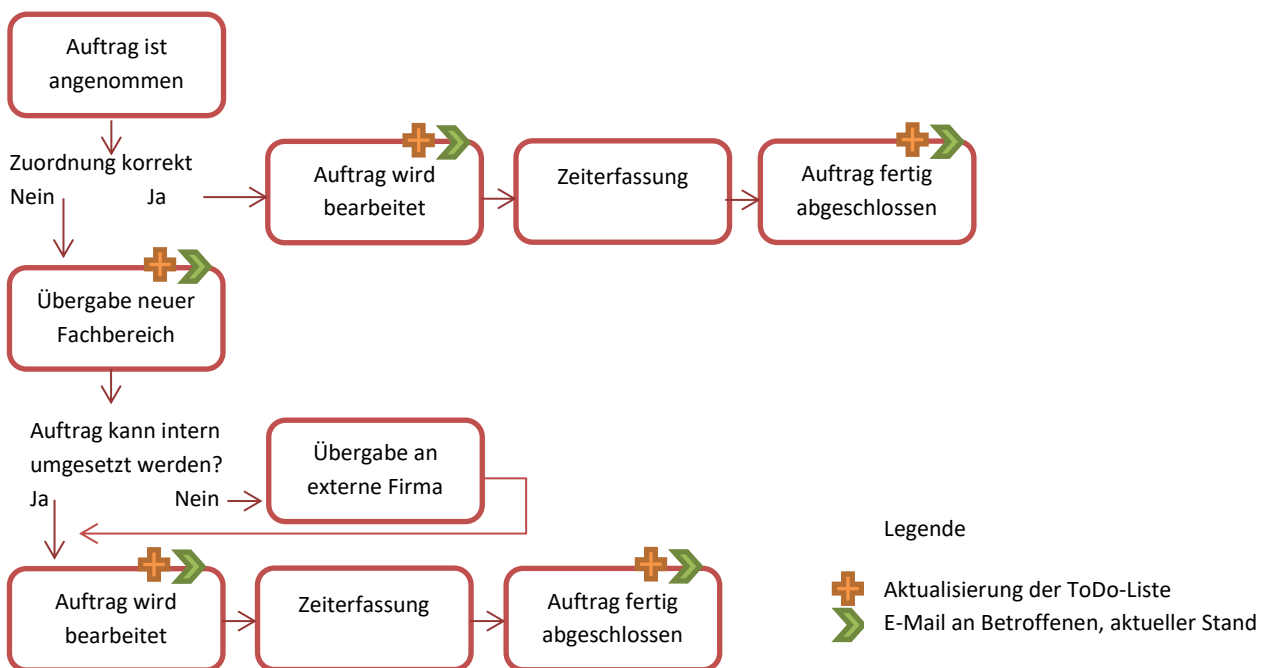 Auftrag ist
angenommen
Zuordnung korrekt
Nein Ja
Auftrag wird
bearbeitet
Zeiterfassung
Auftrag fertig
abgeschlossen
Übergabe neuer
Fachbereich
Auftrag kann intern
umgesetzt werden?
Ja Nein
Übergabe an
externe Firma
Auftrag wird
bearbeitet
Zeiterfassung
Auftrag fertig
abgeschlossen
Legende
Aktualisierung der ToDo-Liste
E-Mail an Betroffenen, aktueller Stand